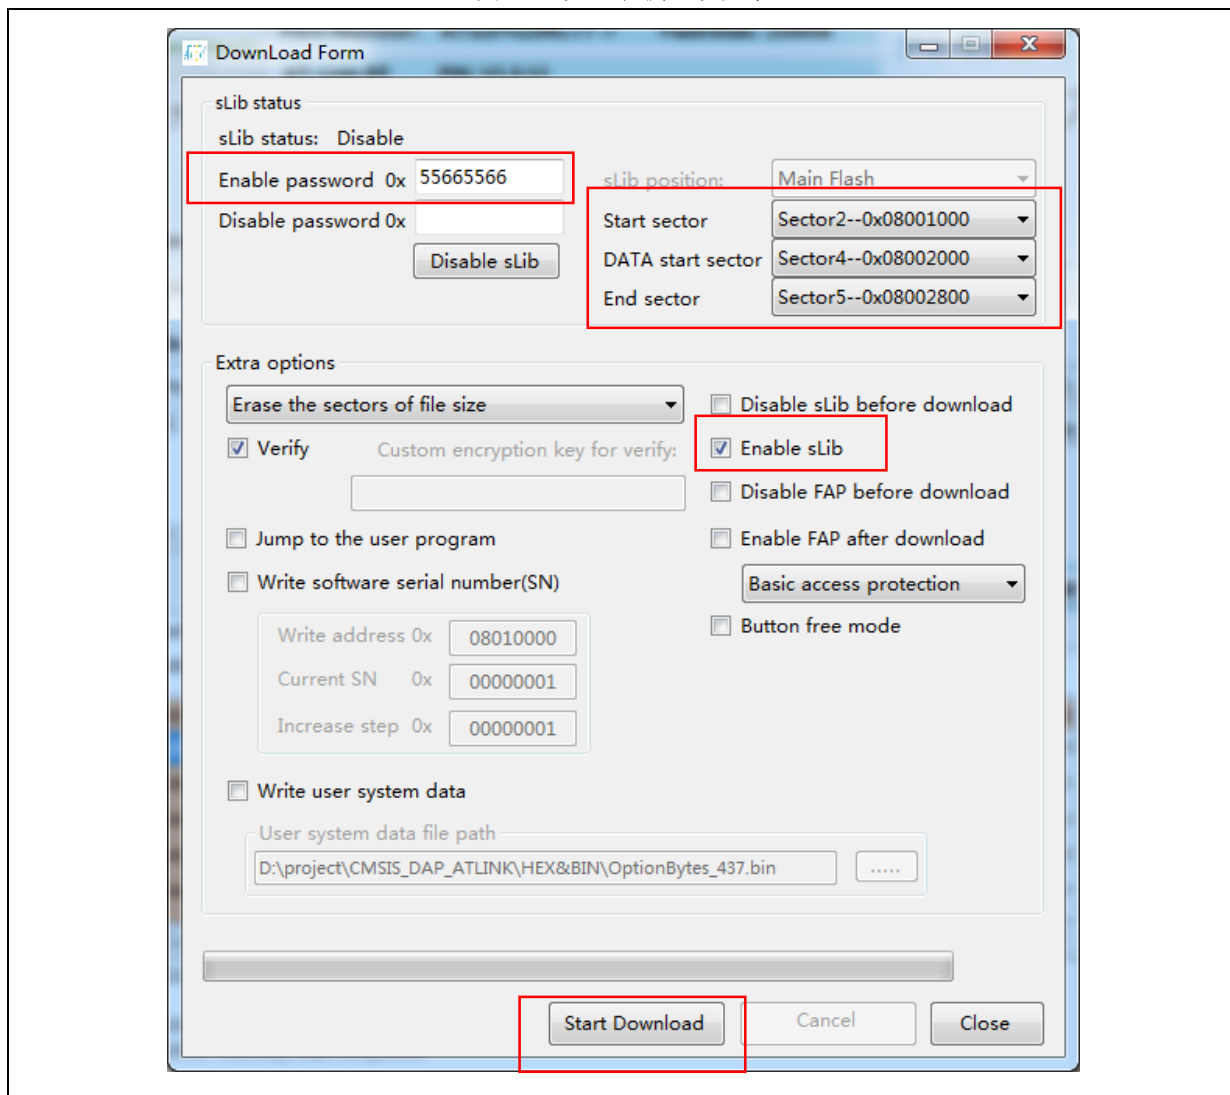 DownLoad Form
sLib status
sLib status: Disable
Enable password 0x 55665566
sLib position: Main Flash
Disable password 0x
Start sector Sector2--0x08001000
Disable sLib
DATA start sector Sector4--0x08002000
End sector Sector5--0x08002800
Extra options
Erase the sectors of file size
Disable sLib before download
Verify
Custom encryption key for verify:
Enable sLib
Disable FAP before download
Jump to the user program
Enable FAP after download
Write software serial number(SN)
Basic access protection
Write address 0x 08010000
Button free mode
Current SN 0x 00000001
Increase step 0x 00000001
Write user system data
User system data file path
D:\project\CMSIS_DAP_ATLINK\HEX&BIN\OptionBytes_437.bin
.....
Start Download
Cancel
Close